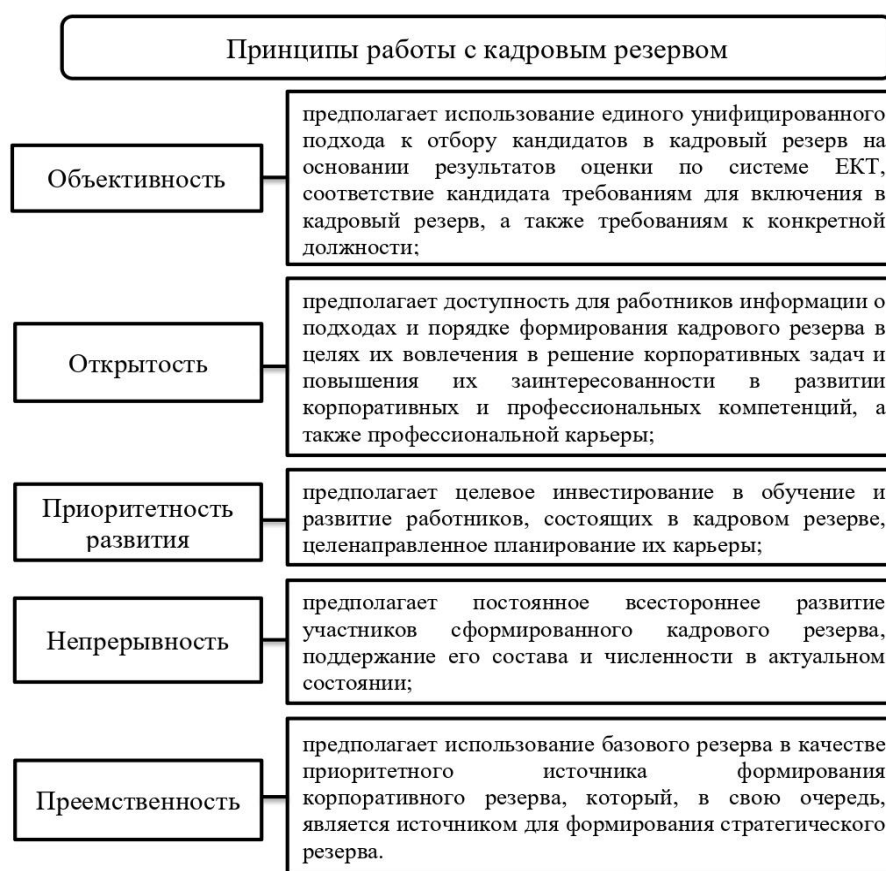 Принципы работы с кадровым резервом
Объективность
предполагает использование единого унифицированного
подхода к отбору кандидатов в кадровый резерв на
основании результатов оценки по системе ЕКТ,
соответствие кандидата требованиям для включения в
кадровый резерв, а также требованиям к конкретной
должности;
Открытость
предполагает доступность для работников информации о
подходах и порядке формирования кадрового резерва в
целях их вовлечения в решение корпоративных задач и
повышения их заинтересованности в развитии
корпоративных и профессиональных компетенций, а
также профессиональной карьеры;
Приоритетность
развития
предполагает целевое инвестирование в обучение и
развитие работников, состоящих в кадровом резерве,
целенаправленное планирование их карьеры;
Непрерывность
предполагает постоянное всестороннее развитие
участников сформированного кадрового резерва,
поддержание его состава и численности в актуальном
состоянии;
Преемственность
предполагает использование базового резерва в качестве
приоритетного источника формирования
корпоративного резерва, который, в свою очередь,
является источником для формирования стратегического
резерва.